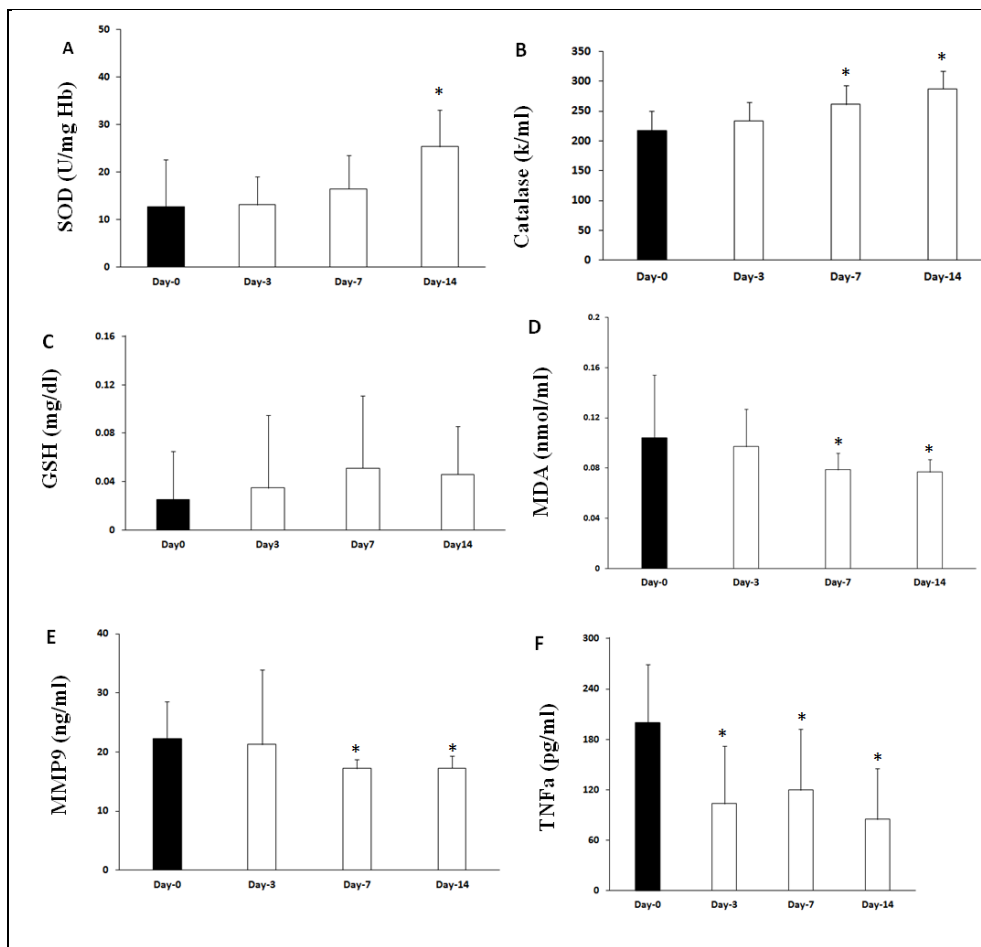 A
SOD (U/mg Hb)
50
40
30
20
10
0
*
Day-0 Day-3 Day-7 Day-14
B
Catalase (k/ml)
350
300
250
200
150
100
50
0
* *
Day-0 Day-3 Day-7 Day-14
C
GSH (mg/dl)
0.16
0.12
0.08
0.04
0
Day0 Day3 Day7 Day14
D
MDA (nmol/ml)
0.2
0.16
0.12
0.08
0.04
0
* *
Day-0 Day-3 Day-7 Day-14
E
MMP9 (ng/ml)
40
30
20
10
0
* *
Day-0 Day-3 Day-7 Day-14
F
TNFa (pg/ml)
300
240
180
120
60
0
* * *
Day-0 Day-3 Day-7 Day-14